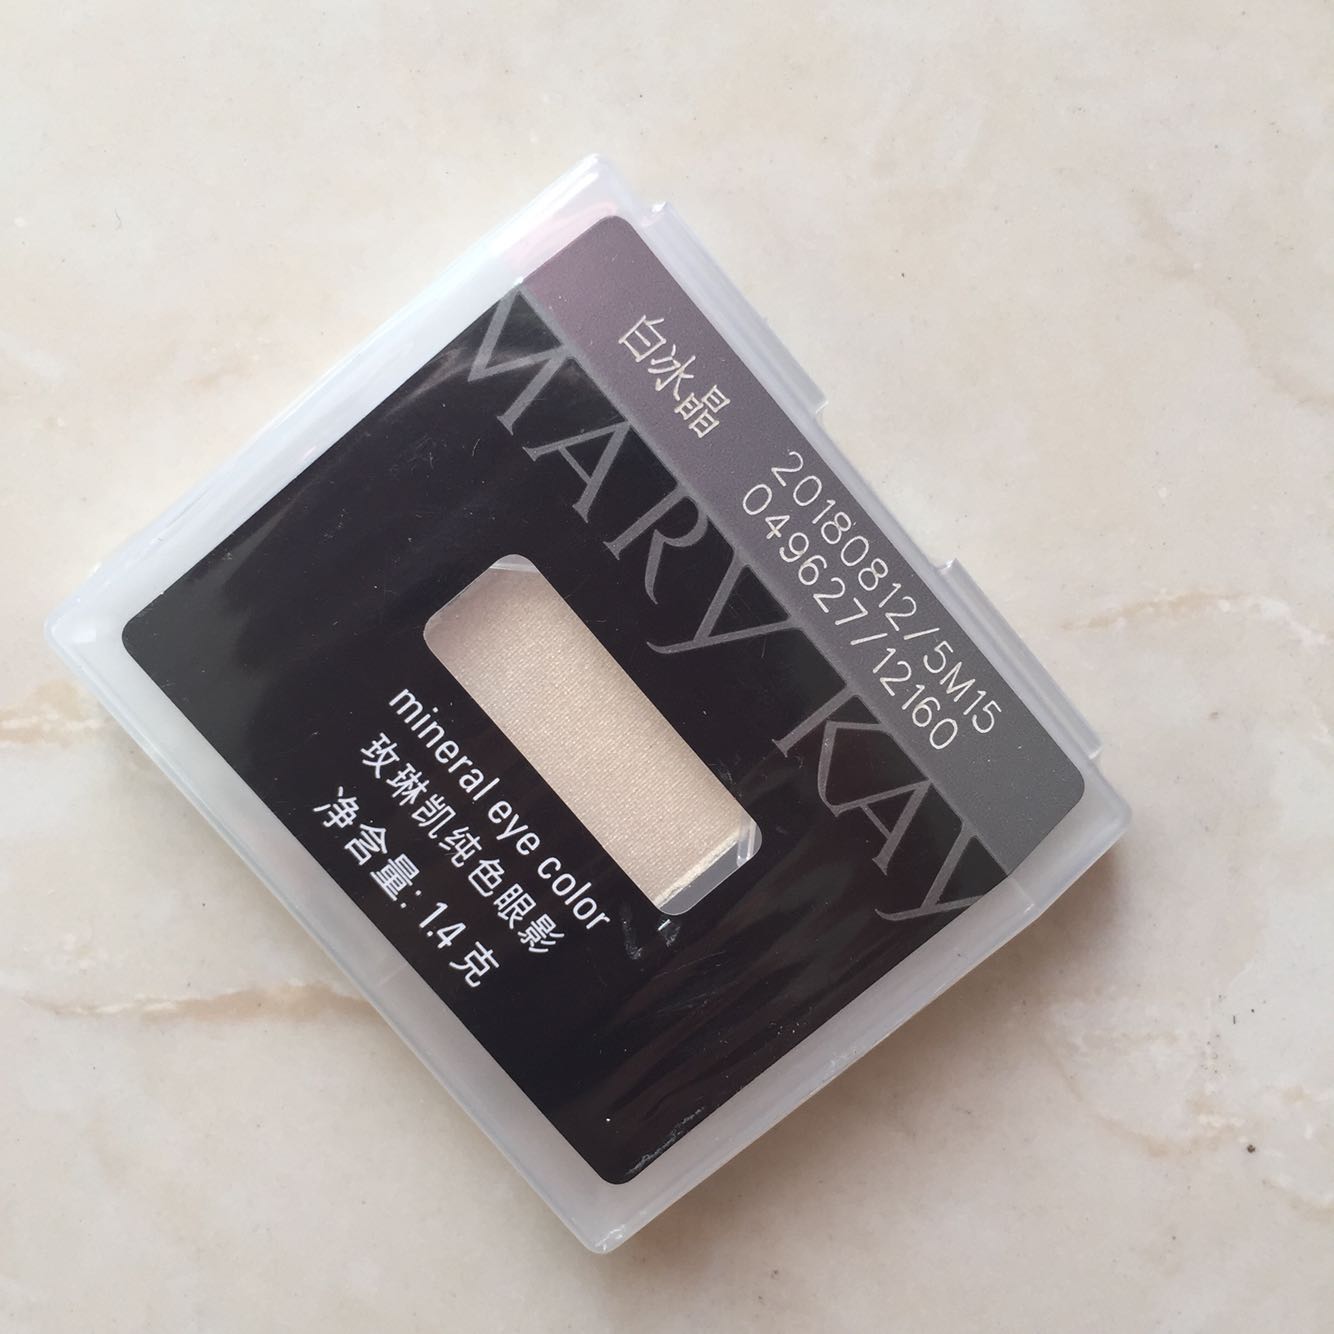 白冰晶
20180812/5M15
049627/12160
MARY KAY
mineral eye color
玫琳凯纯色眼影
净含量: 1.4 克